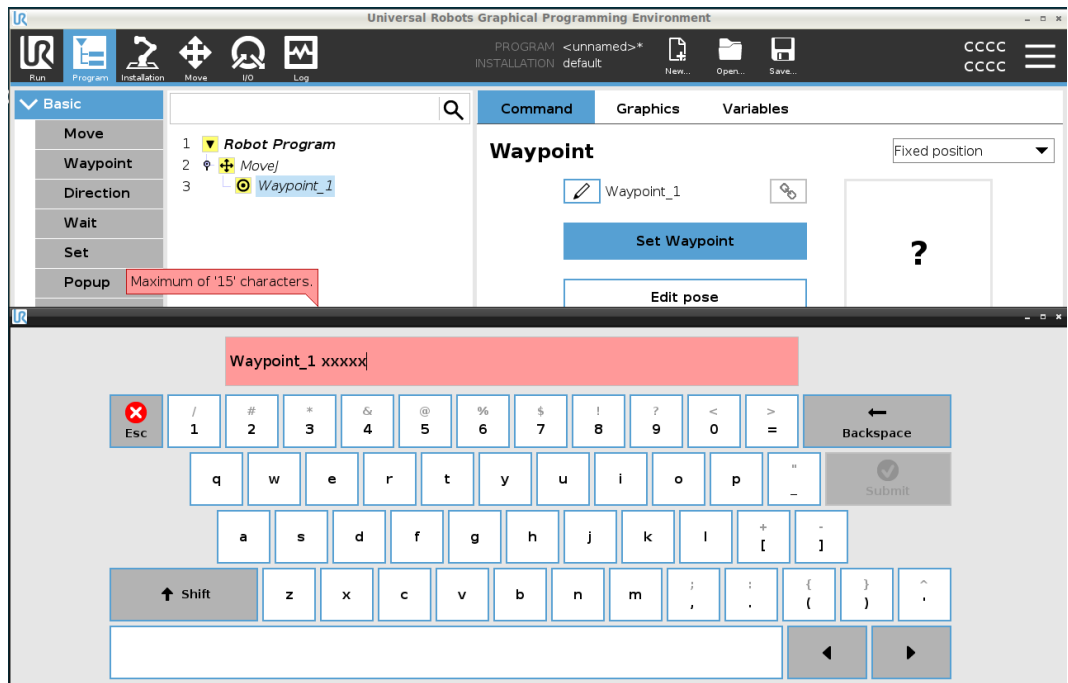 UR
Universal Robots Graphical Programming Environment
UR
Run
Program
Installation
Move
I/O
Log
PROGRAM <unnamed>*
INSTALLATION default
New...
Open...
Save...
CCCC
CCCC
Basic
Move
Waypoint
Direction
Wait
Set
Popup
1 Robot Program
2 MoveJ
3 Waypoint_1
Command Graphics Variables
Waypoint
Fixed position
Waypoint_1
Set Waypoint
?
Edit pose
Maximum of '15' characters.
UR
Waypoint_1 xxxxx
/ # * & @ % $ ! ? < >
Esc 1 2 3 4 5 6 7 8 9 0 = Backspace
"
q w e r t y u i o p _ Submit
+ -
a s d f g h j k l [ ]
; : { } ^
Shift z x c v b n m , . ( ) '